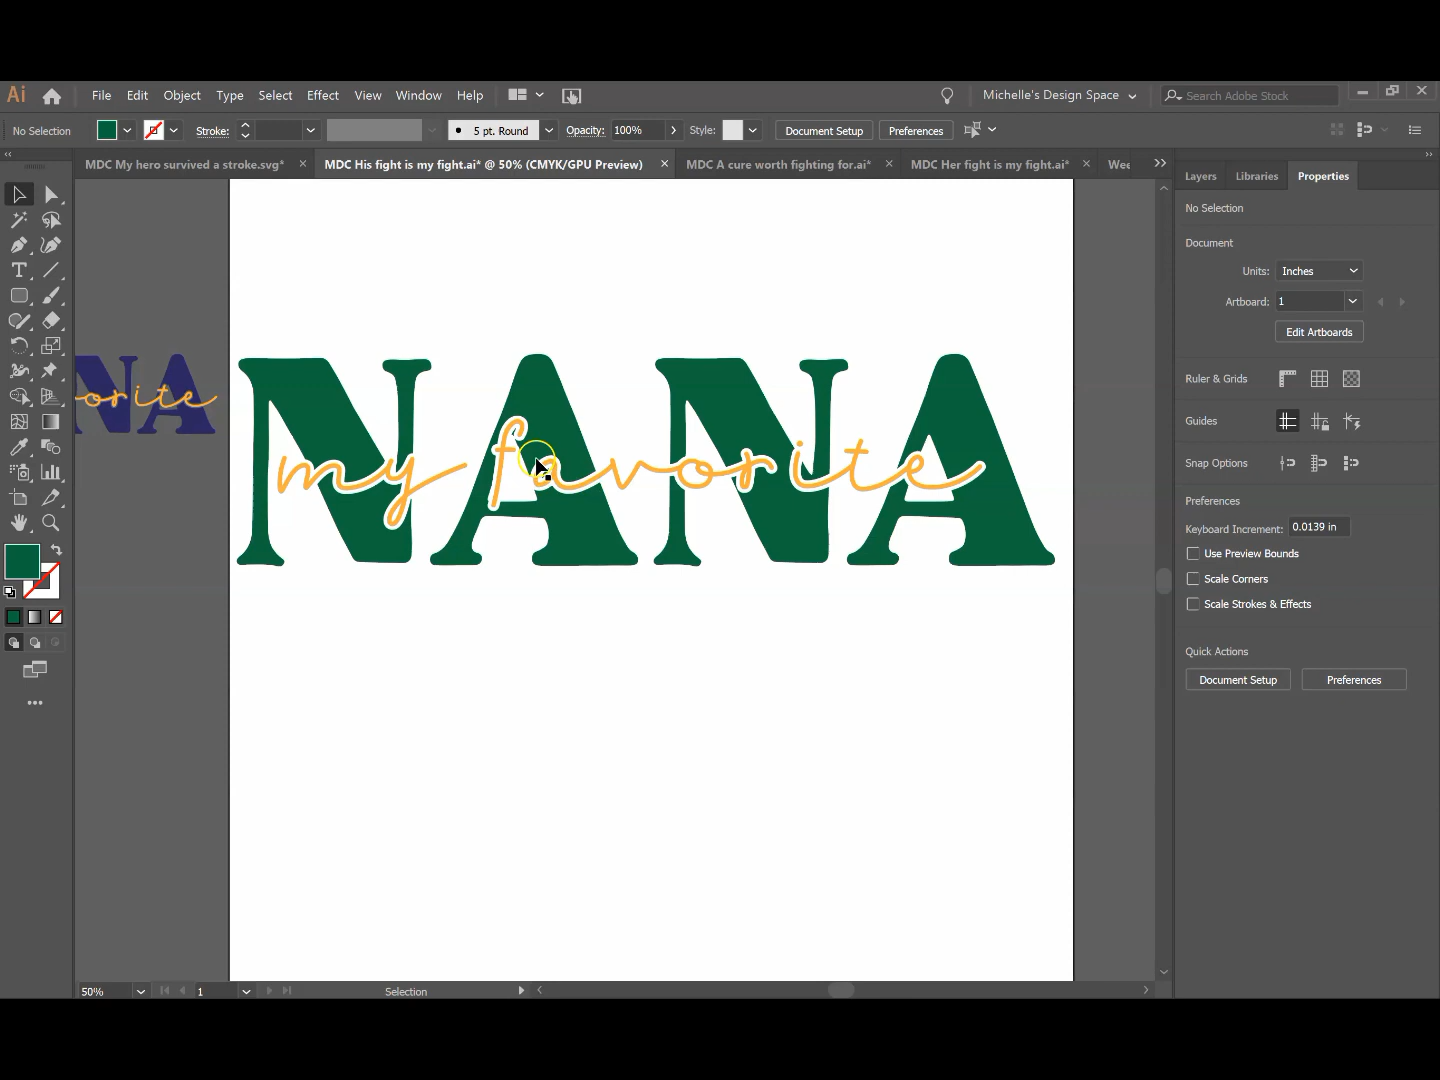 Ai File Edit Object Type Select Effect View Window Help Michelle's Design Space Search Adobe Stock
No Selection Stroke: 5 pt. Round Opacity: 100% Style: Document Setup Preferences
MDC My hero survived a stroke.svg* × MDC His fight is my fight.ai* @ 50% (CMYK/GPU Preview) × MDC A cure worth fighting for.ai* × MDC Her fight is my fight.ai* × Wee
Layers Libraries Properties
No Selection
Document
Units: Inches
Artboard: 1
Edit Artboards
Ruler & Grids
Guides
Snap Options
Preferences
Keyboard Increment: 0.0139 in
Use Preview Bounds
Scale Corners
Scale Strokes & Effects
Quick Actions
Document Setup Preferences
NA
orite
NANA
my favorite
50% 1 Selection